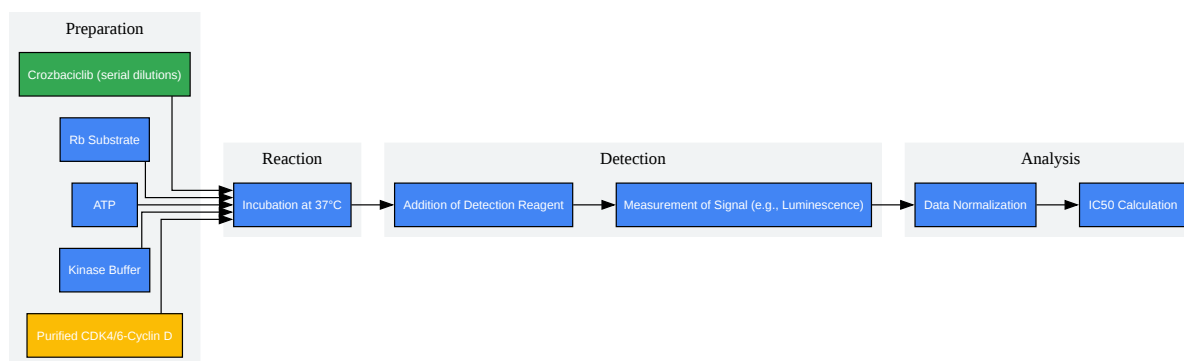 Preparation
Crozbaciclib (serial dilutions)
Rb Substrate
ATP
Kinase Buffer
Purified CDK4/6-Cyclin D
Reaction
Incubation at 37°C
Detection
Addition of Detection Reagent
Measurement of Signal (e.g., Luminescence)
Analysis
Data Normalization
IC50 Calculation